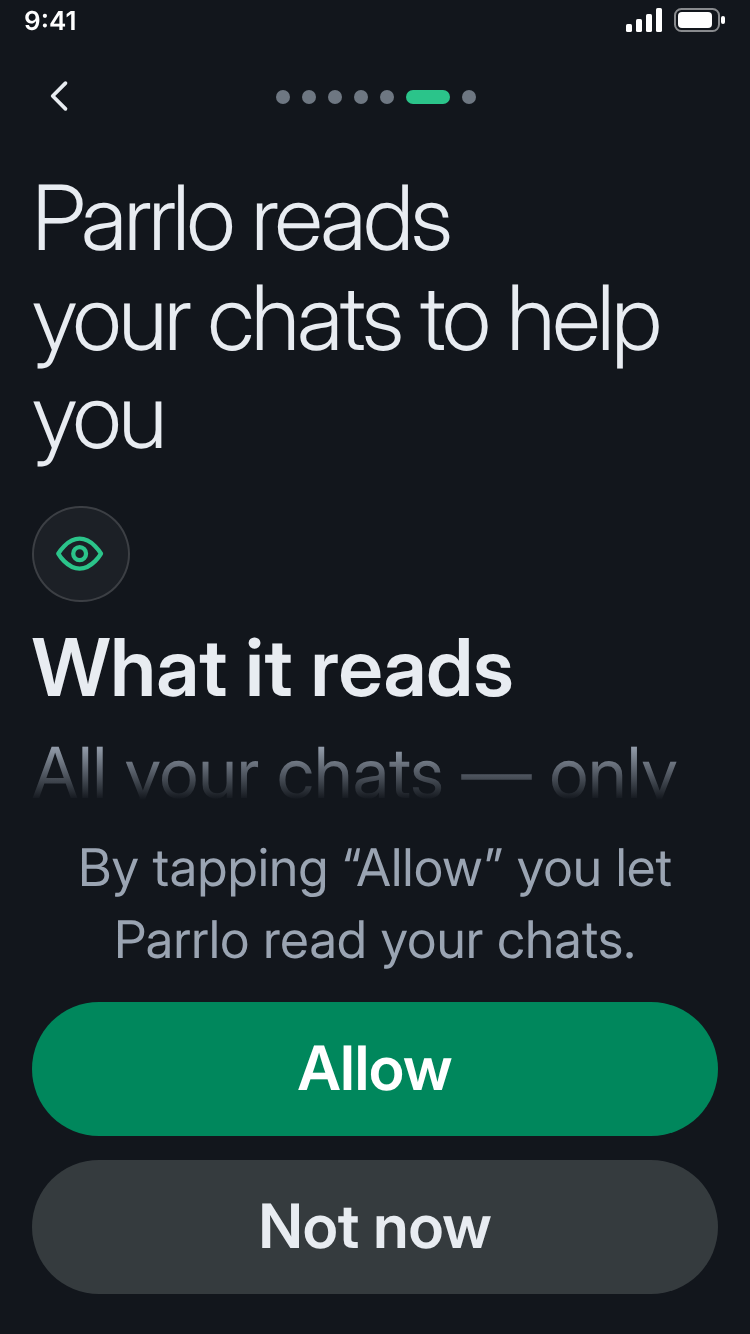 9:41
Parrlo reads
your chats to help
you
What it reads
All your chats — only
By tapping “Allow” you let
Parrlo read your chats.
Allow
Not now